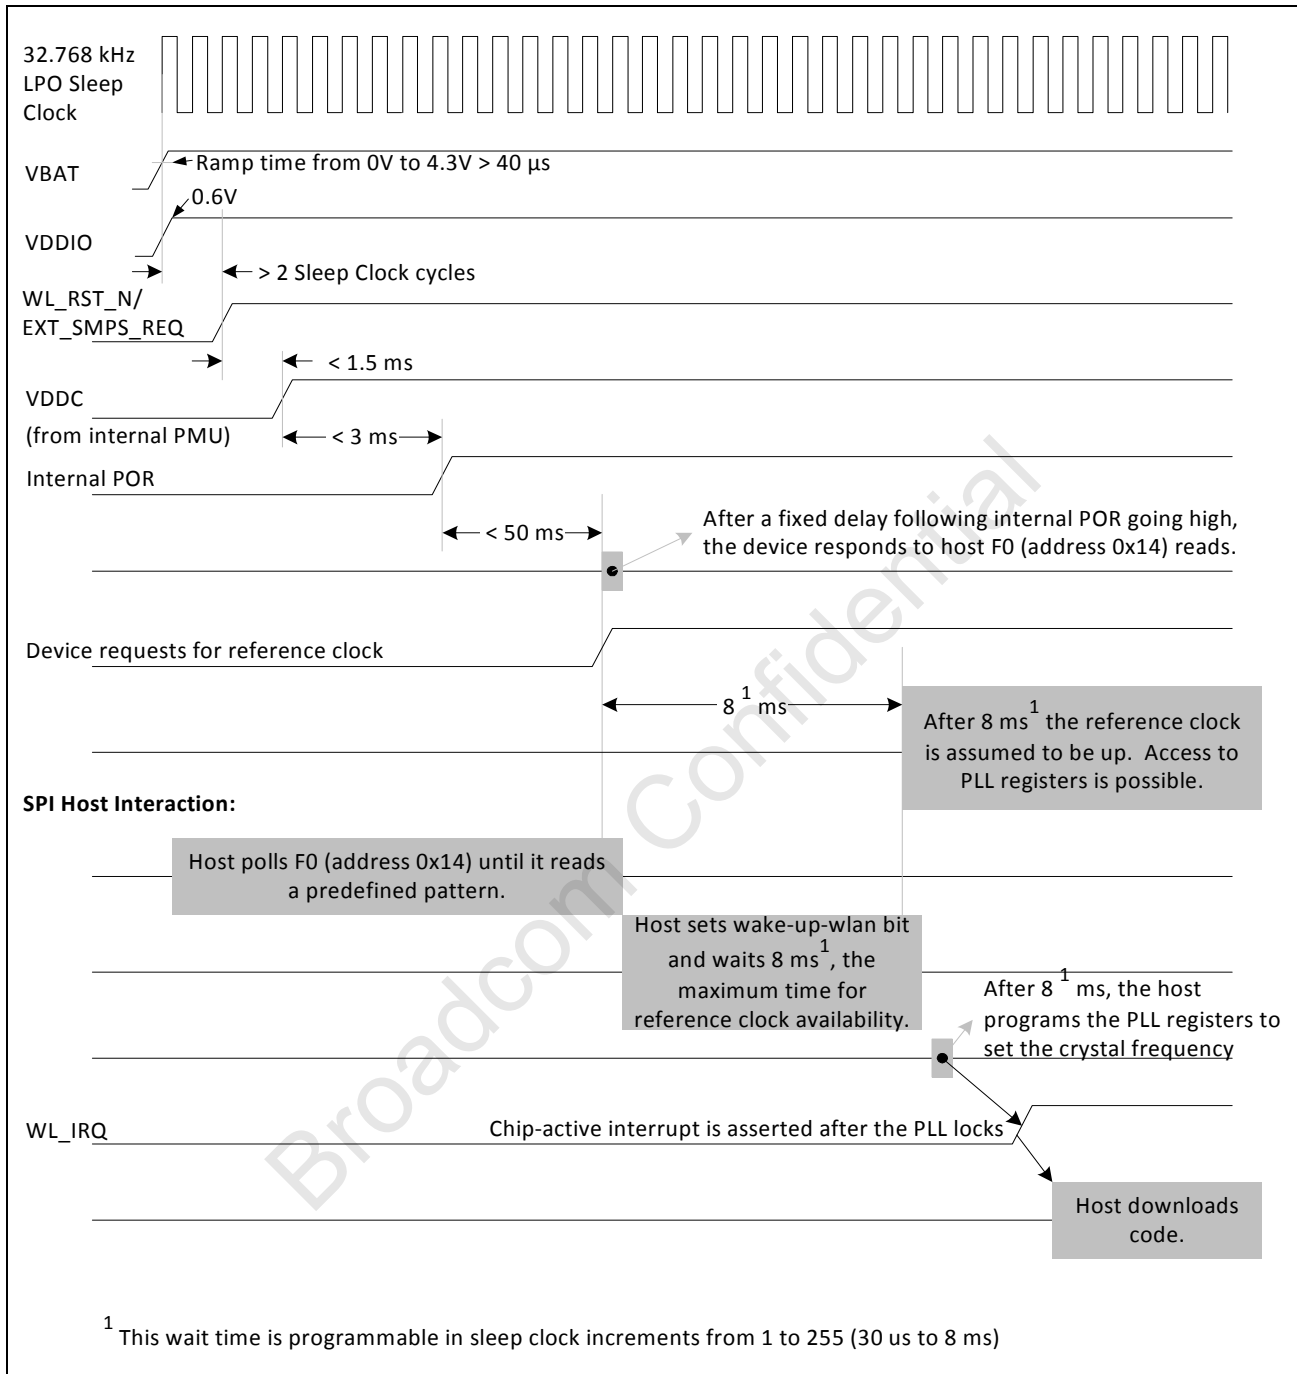 32.768 kHz
LPO Sleep
Clock
VBAT
Ramp time from 0V to 4.3V > 40 µs
0.6V
VDDIO
> 2 Sleep Clock cycles
WL_RST_N/
EXT_SMPS_REQ
< 1.5 ms
VDDC
(from internal PMU)
< 3 ms
Internal POR
After a fixed delay following internal POR going high,
the device responds to host F0 (address 0x14) reads.
< 50 ms
Device requests for reference clock
8 1 ms
After 8 ms1 the reference clock
is assumed to be up. Access to
PLL registers is possible.
SPI Host Interaction:
Host polls F0 (address 0x14) until it reads
a predefined pattern.
Host sets wake-up-wlan bit
and waits 8 ms1, the
maximum time for
reference clock availability.
After 8 1 ms, the host
programs the PLL registers to
set the crystal frequency
WL_IRQ
Chip-active interrupt is asserted after the PLL locks
Host downloads
code.
1 This wait time is programmable in sleep clock increments from 1 to 255 (30 us to 8 ms)
Broadcom Confidential